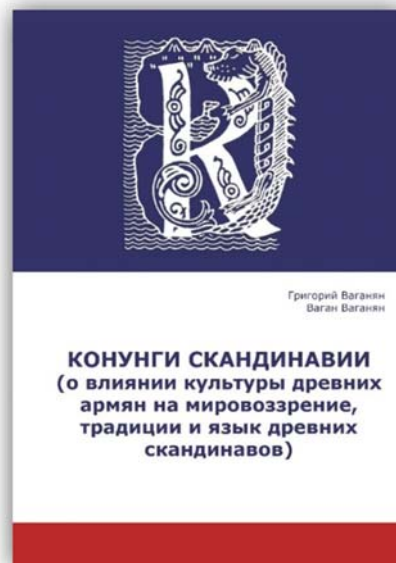 Григорий Ваганян
Ваган Ваганян
КОНУНГИ СКАНДИНАВИИ
(о влиянии культуры древних
армян на мировоззрение,
традиции и язык древних
скандинавов)